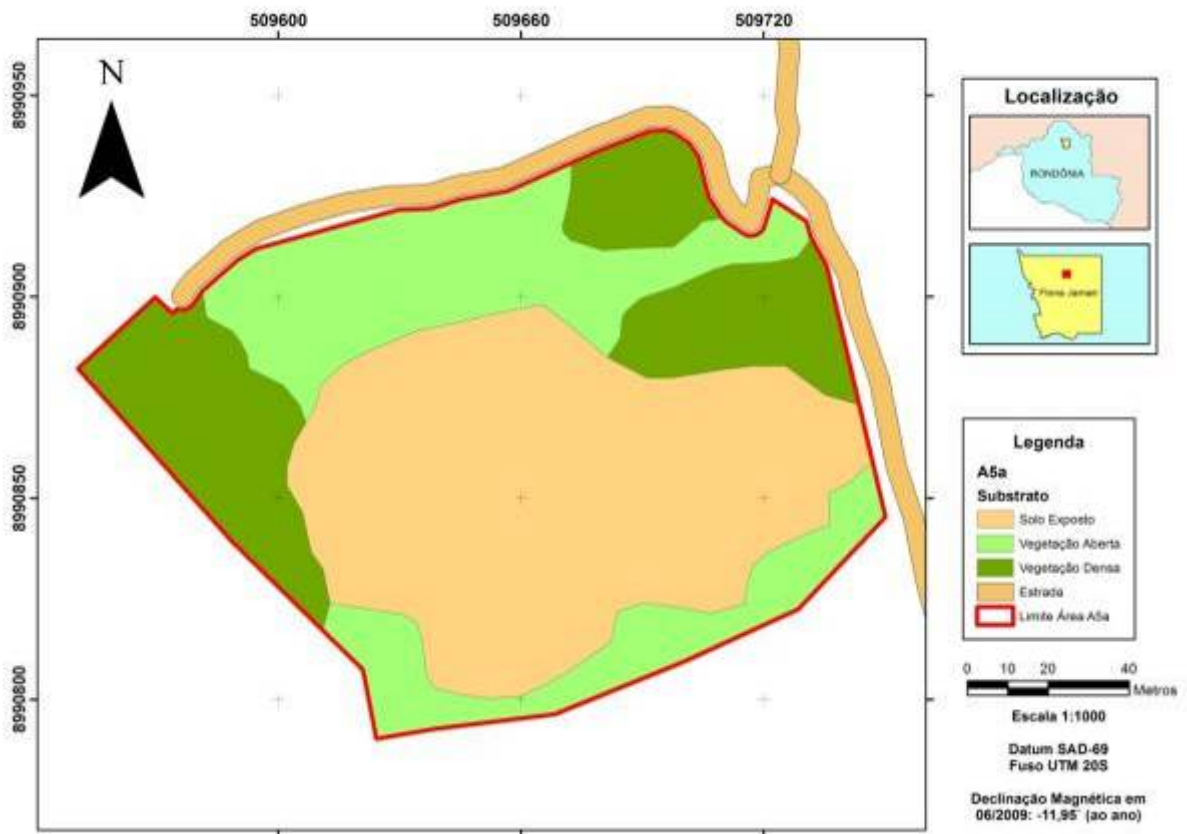 509600
509660
509720
8990950
8990900
8990850
8990800
N
Localização
RONDÔNIA
Flona Jamari
Legenda
A5a
Substrato
Solo Exposto
Vegetação Aberta
Vegetação Densa
Estrada
Limite Área A5a
0 10 20 40
Metros
Escala 1:1000
Datum SAD-69
Fuso UTM 20S
Declinação Magnética em
06/2009: -11,95´ (ao ano)